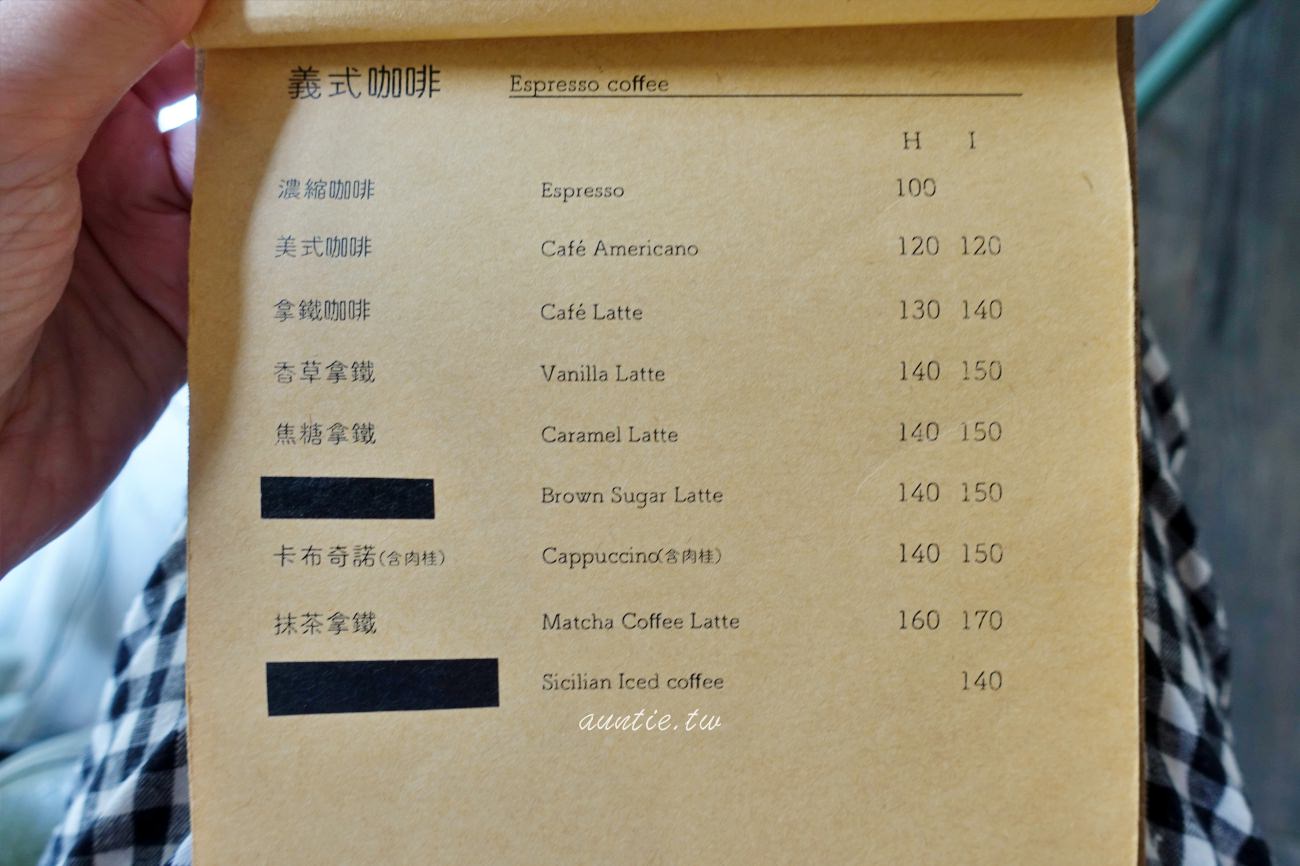 義式咖啡 Espresso coffee
H I
濃縮咖啡 Espresso 100
美式咖啡 Café Americano 120 120
拿鐵咖啡 Café Latte 130 140
香草拿鐵 Vanilla Latte 140 150
焦糖拿鐵 Caramel Latte 140 150
Brown Sugar Latte 140 150
卡布奇諾(含肉桂) Cappuccino(含肉桂) 140 150
抹茶拿鐵 Matcha Coffee Latte 160 170
Sicilian Iced coffee 140
auntie.tw